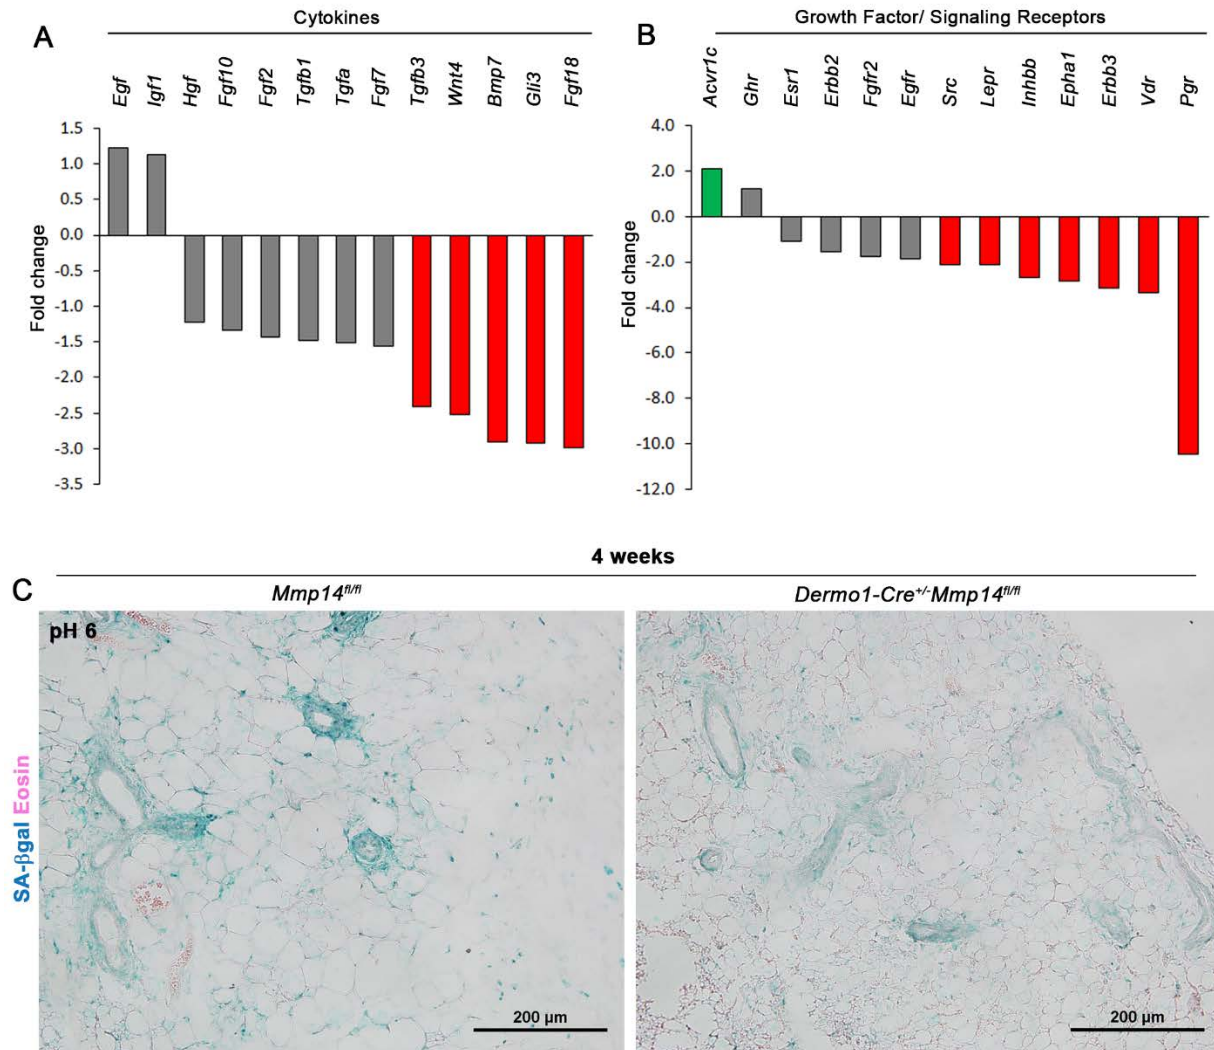 A
Cytokines
Egf Igf1 Hgf Fgf10 Fgf2 Tgfb1 Tgfa Fgf7 Tgfb3 Wnt4 Bmp7 Gli3 Fgf18
Fold change
1.5
1.0
0.5
0.0
-0.5
-1.0
-1.5
-2.0
-2.5
-3.0
-3.5
B
Growth Factor/ Signaling Receptors
Acvr1c Ghr Esr1 Erbb2 Fgfr2 Egfr Src Lepr Inhbb Epha1 Erbb3 Vdr Pgr
Fold change
4.0
2.0
0.0
-2.0
-4.0
-6.0
-8.0
-10.0
-12.0
4 weeks
C
Mmp14fl/fl
Dermo1-Cre+/-Mmp14fl/fl
pH 6
SA-βgal Eosin
200 µm
200 µm